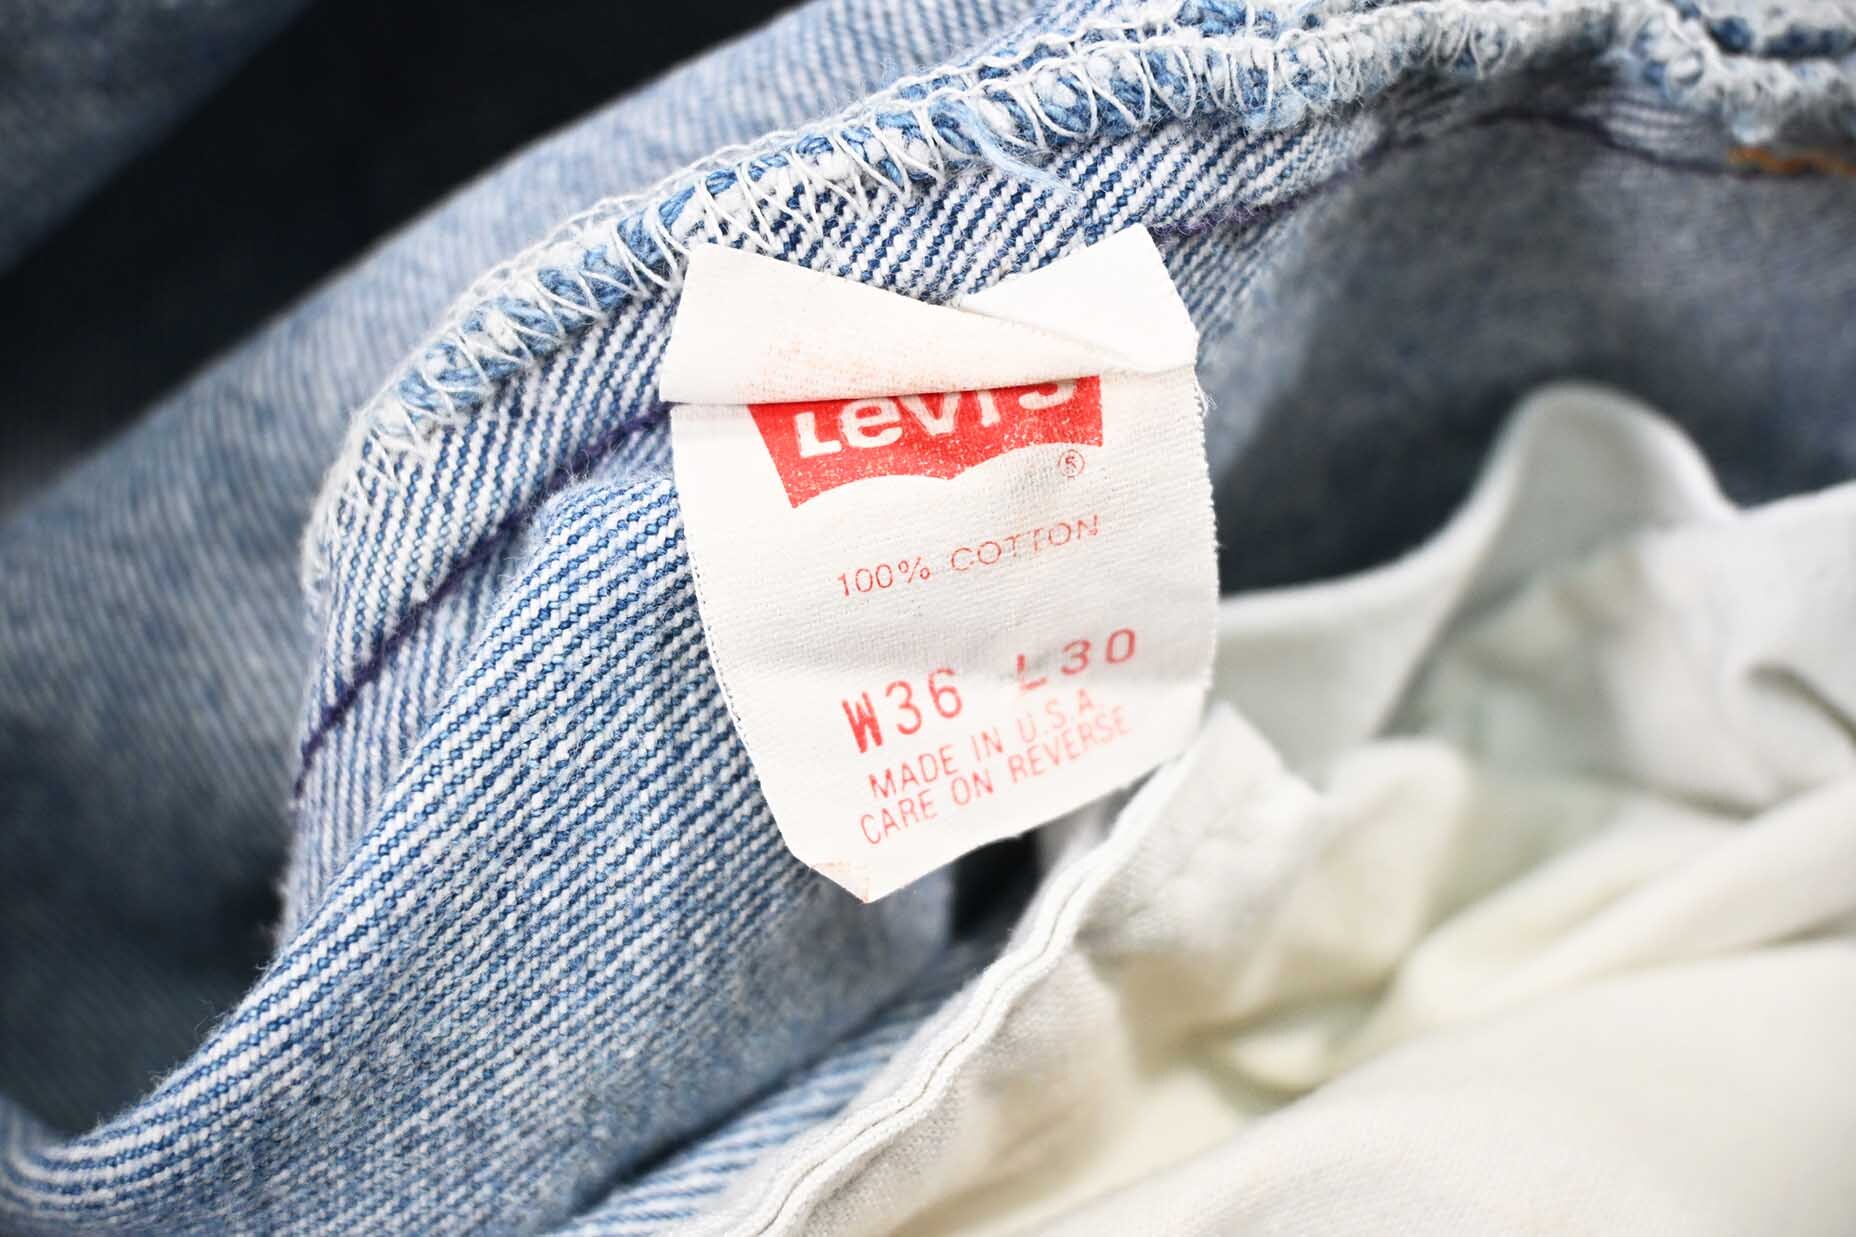 Levi's
®
100% COTTON
W36 L30
MADE IN U.S.A.
CARE ON REVERSE